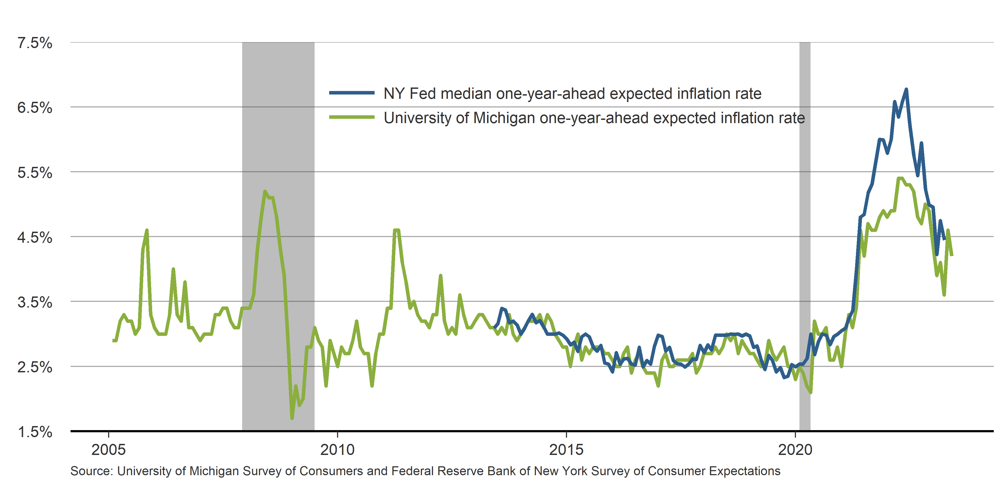 7.5%
NY Fed median one-year-ahead expected inflation rate
6.5%
University of Michigan one-year-ahead expected inflation rate
5.5%
4.5%
3.5%
2.5%
1.5%
2005 2010 2015 2020
Source: University of Michigan Survey of Consumers and Federal Reserve Bank of New York Survey of Consumer Expectations